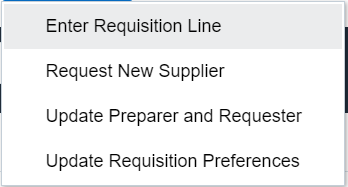 Enter Requisition Line
Request New Supplier
Update Preparer and Requester
Update Requisition Preferences